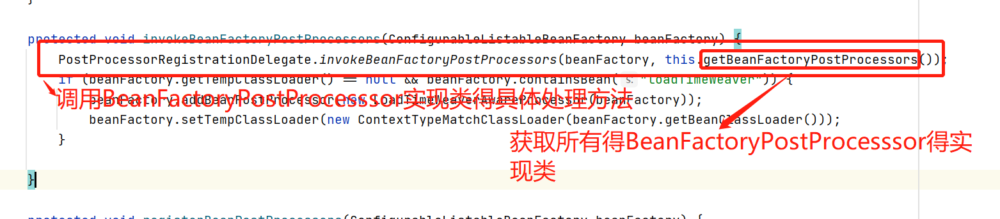 }
protected void invokeBeanFactoryPostProcessors(ConfigurableListableBeanFactory beanFactory) {
PostProcessorRegistrationDelegate.invokeBeanFactoryPostProcessors(beanFactory, this.getBeanFactoryPostProcessors());
if (beanFactory.getTempClassLoader() == null && beanFactory.containsBean( s: "loadTimeWeaver")) {
调用BeanFactoryPostProcesssor实现类得具体处理方法
beanFactory.addBeanPostProcessor(new LoadTimeWeaverAwareProcessor(beanFactory));
beanFactory.setTempClassLoader(new ContextTypeMatchClassLoader(beanFactory.getBeanClassLoader()));
}
获取所有得BeanFactoryPostProcesssor得实
现类
}
protected void registerBeanPostProcessors(ConfigurableListableBeanFactory beanFactory) {